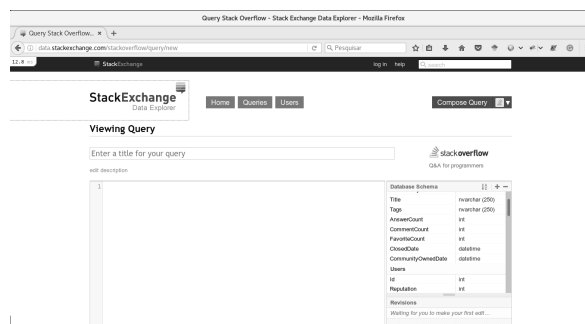 Query Stack Overflow - Stack Exchange Data Explorer - Mozilla Firefox
Query Stack Overflow...
data.stackexchange.com/stackoverflow/query/new
Pesquisar
12.8 ms
StackExchange
log in help search
StackExchange
Data Explorer
Home Queries Users
Compose Query
Viewing Query
Enter a title for your query
stackoverflow
Q&A for programmers
edit description
1
Database Schema
Title nvarchar (250)
Tags nvarchar (250)
AnswerCount int
CommentCount int
FavoriteCount int
ClosedDate datetime
CommunityOwnedDate datetime
Users
Id int
Reputation int
Revisions
Waiting for you to make your first edit...